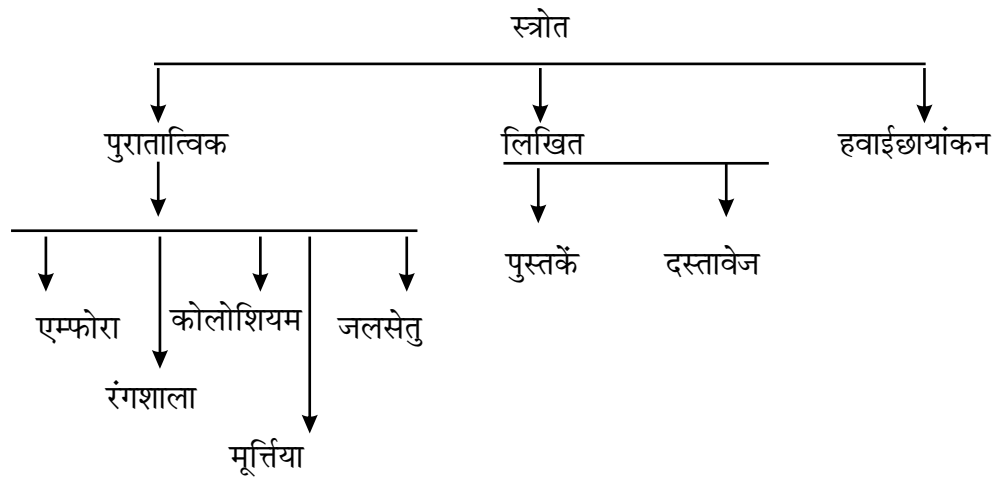 स्त्रोत
पुरातात्विक लिखित हवाईछायांकन
पुस्तकें दस्तावेज
एम्फोरा कोलोशियम जलसेतु
रंगशाला
मूर्त्तिया